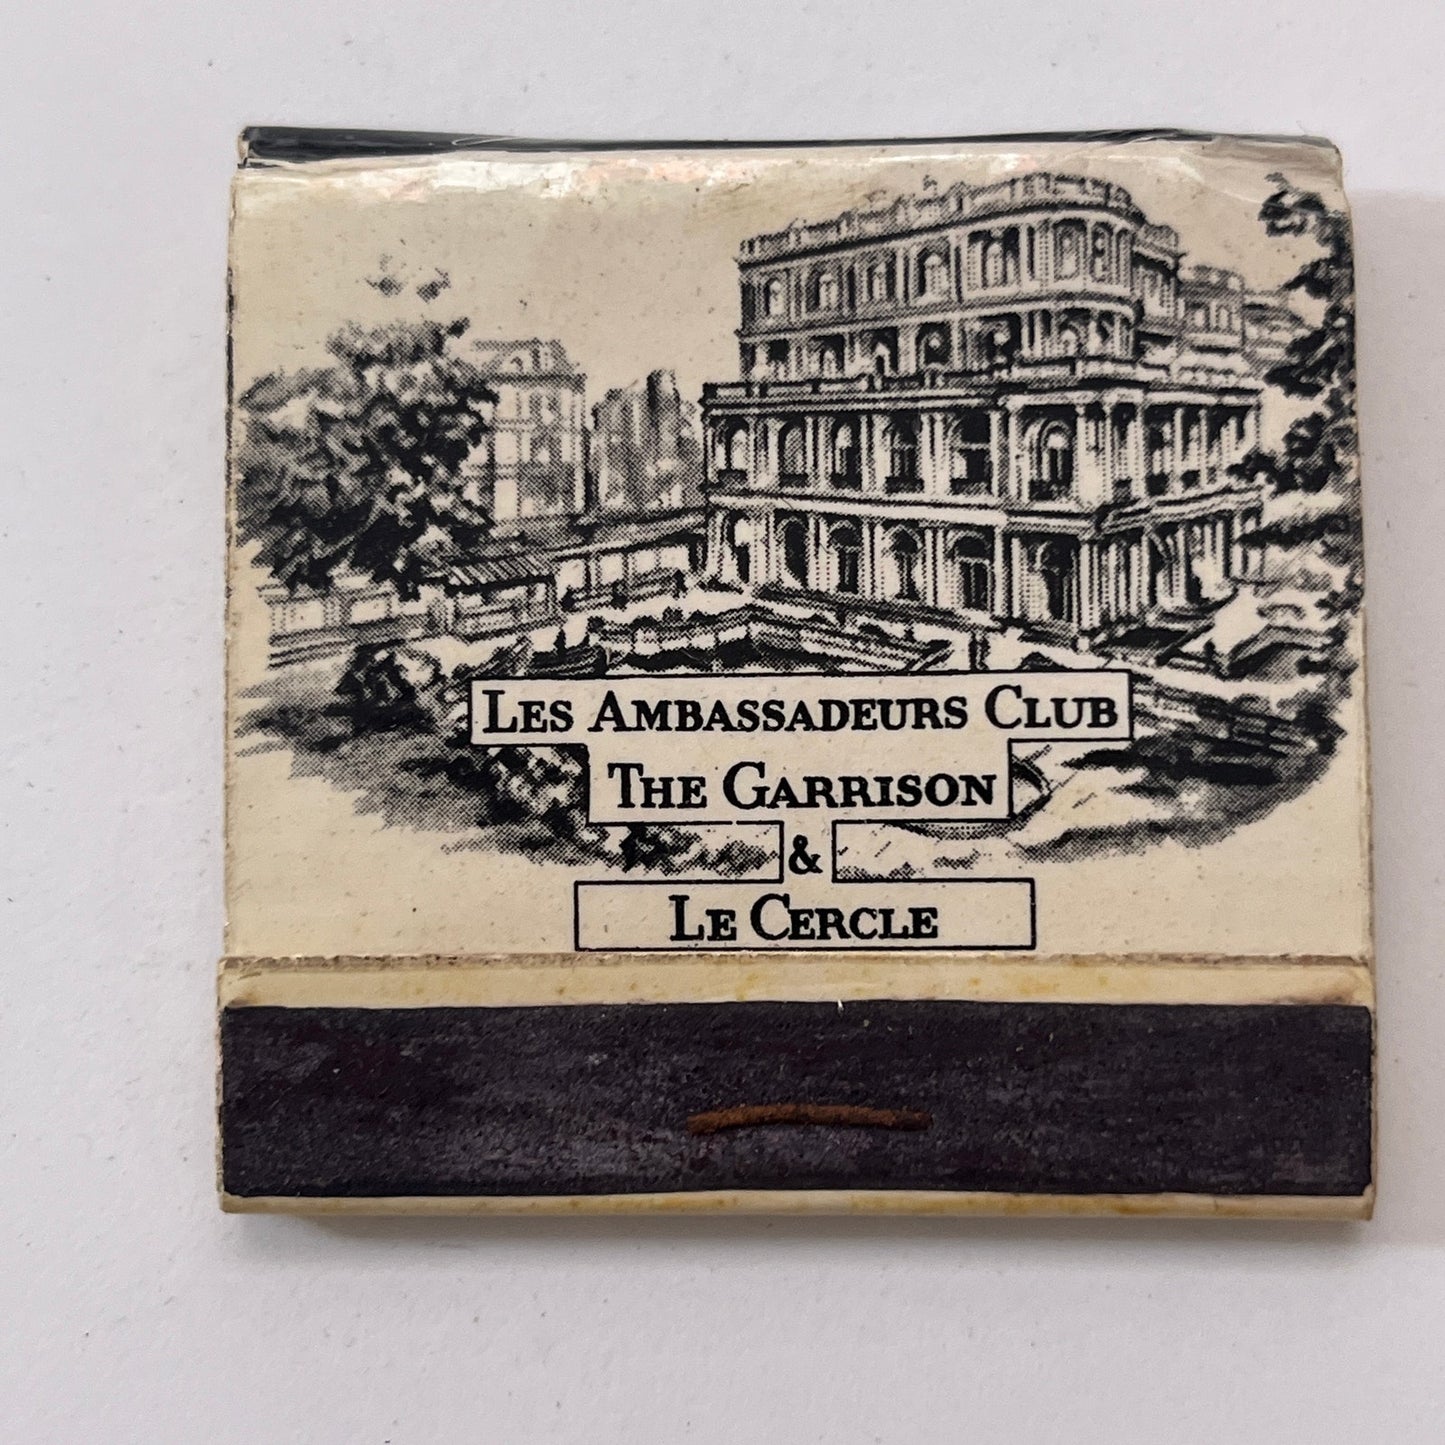 LES AMBASSADEURS CLUB
THE GARRISON
&
LE CERCLE